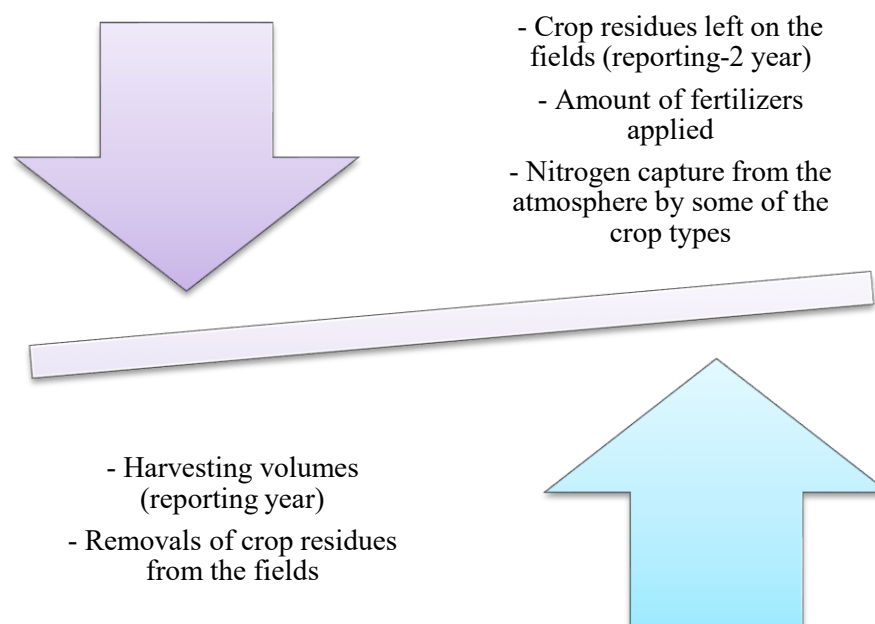 - Crop residues left on the
fields (reporting-2 year)
- Amount of fertilizers
applied
- Nitrogen capture from the
atmosphere by some of the
crop types
- Harvesting volumes
(reporting year)
- Removals of crop residues
from the fields